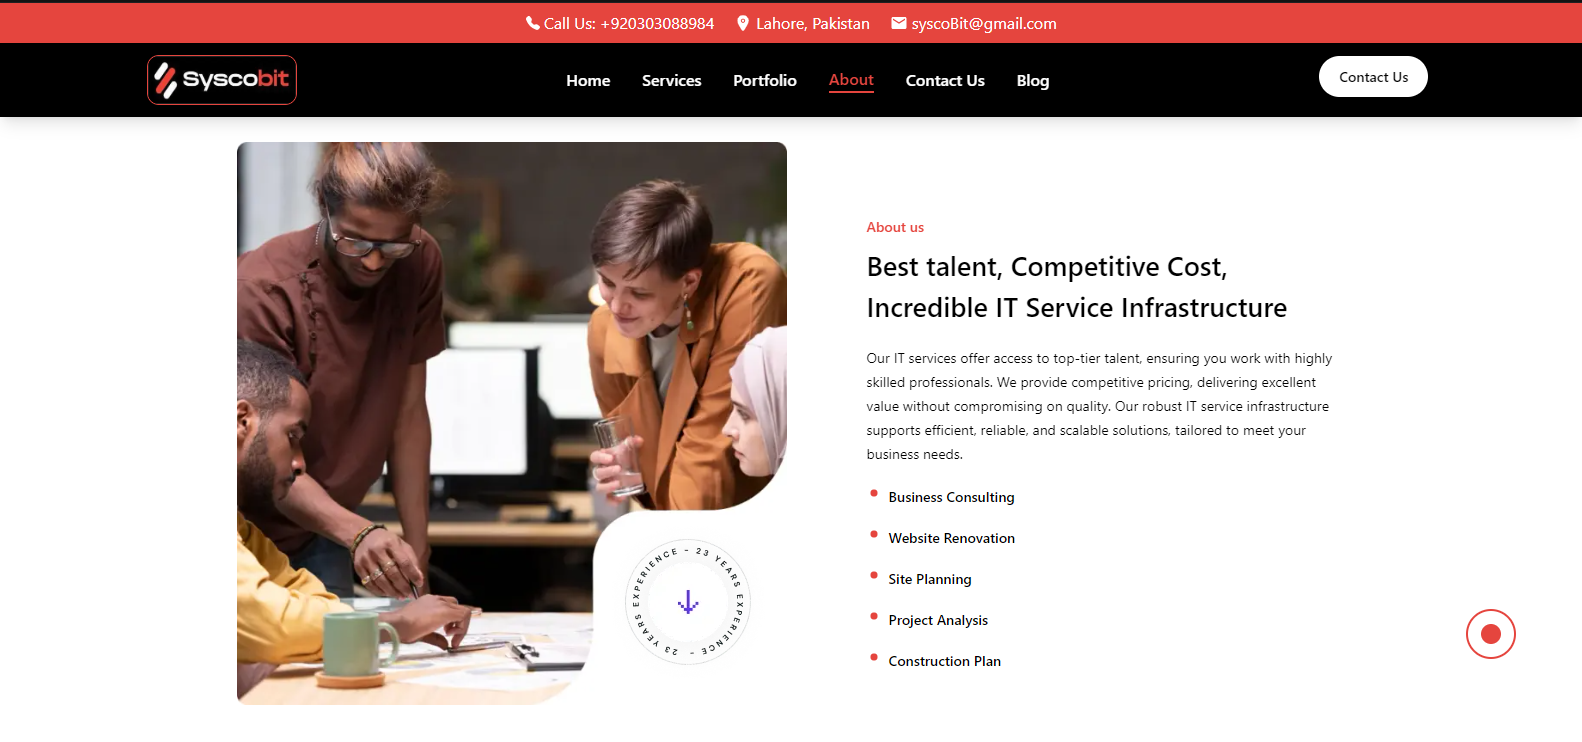 Call Us: +920303088984 Lahore, Pakistan syscoBit@gmail.com
Syscobit Home Services Portfolio About Contact Us Blog Contact Us
About us
Best talent, Competitive Cost,
Incredible IT Service Infrastructure
Our IT services offer access to top-tier talent, ensuring you work with highly
skilled professionals. We provide competitive pricing, delivering excellent
value without compromising on quality. Our robust IT service infrastructure
supports efficient, reliable, and scalable solutions, tailored to meet your
business needs.
Business Consulting
Website Renovation
Site Planning
Project Analysis
Construction Plan
23 YEARS EXPERIENCE - 23 YEARS EXPERIENCE -